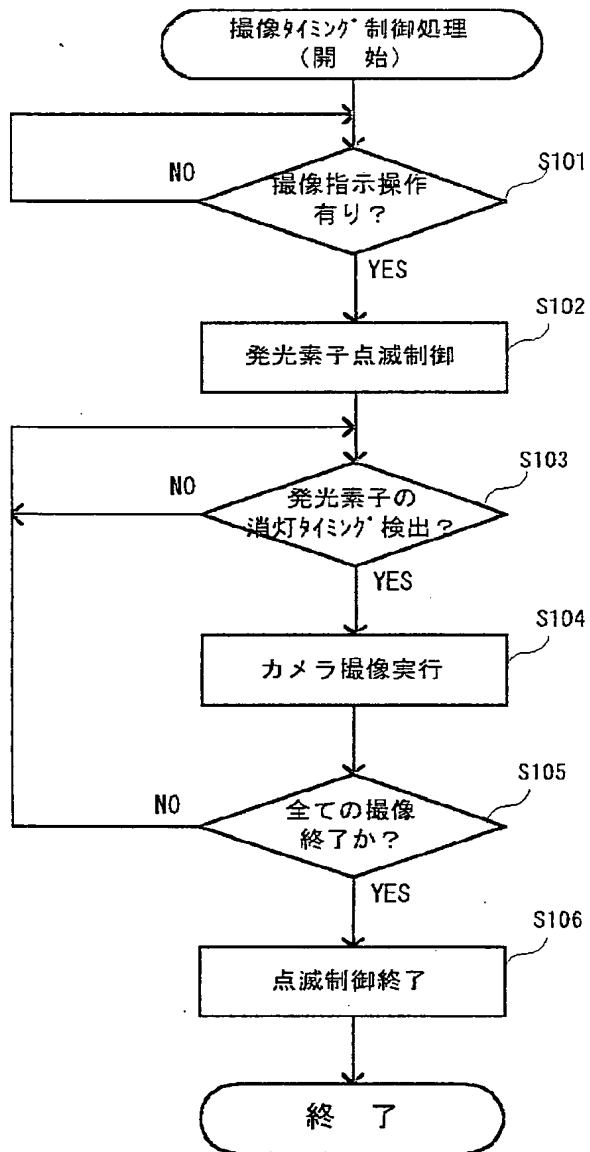 撮像ﾀｲﾐﾝｸﾞ制御処理
(開　始)
S101
NO
撮像指示操作
有り？
YES
S102
発光素子点滅制御
S103
NO
発光素子の
消灯ﾀｲﾐﾝｸﾞ検出？
YES
S104
カメラ撮像実行
S105
NO
全ての撮像
終了か？
YES
S106
点滅制御終了
終　了